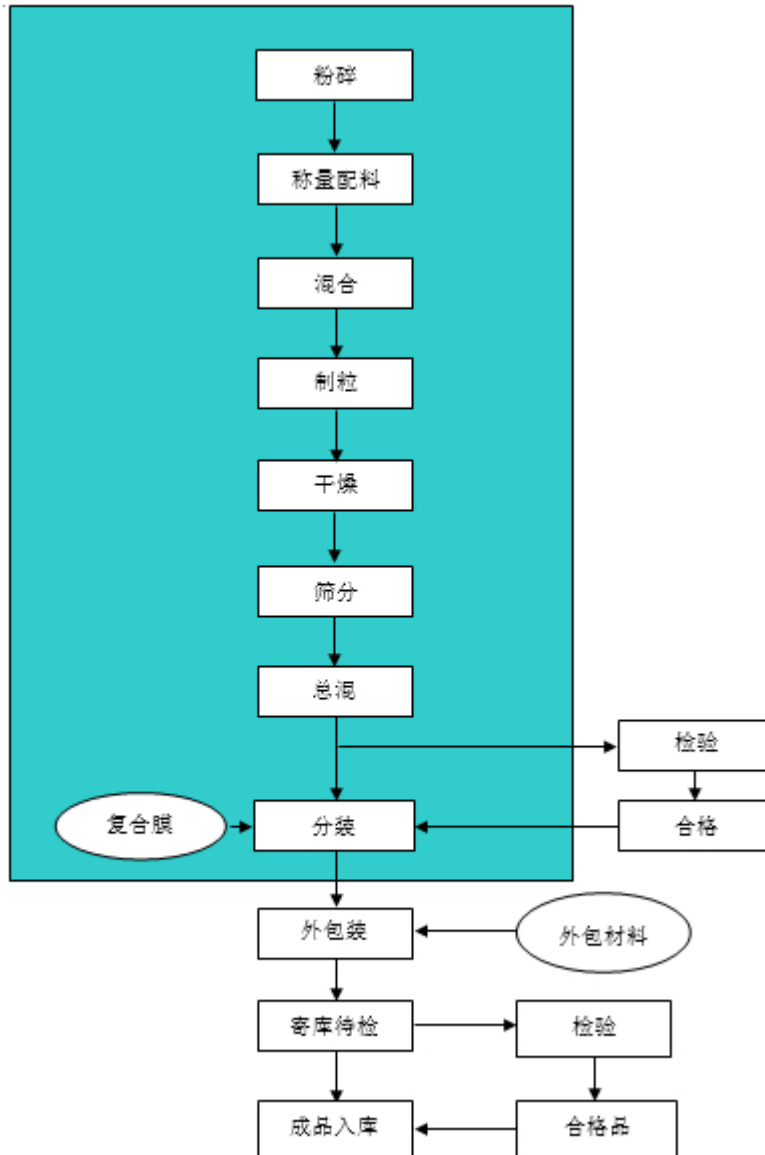 粉碎
称量配料
混合
制粒
干燥
筛分
总混
检验
复合膜
分装
合格
外包装
外包材料
寄库待检
检验
成品入库
合格品